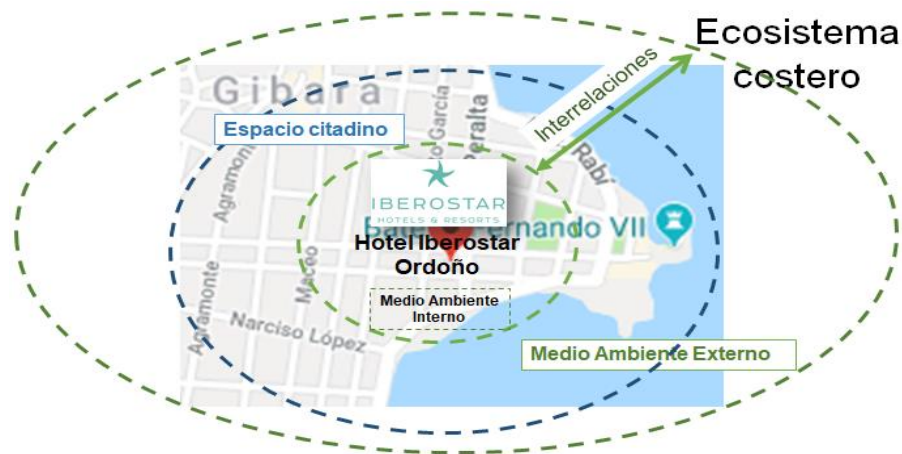 Ecosistema
costero
Interrelaciones
Gibara
Espacio citadino
García
Peralta
Rabí
Agramonte
IBEROSTAR
HOTELS & RESORTS
Fernando VII
Hotel Iberostar
Ordoño
Maceo
Medio Ambiente
Interno
Agramonte
Narciso López
Medio Ambiente Externo